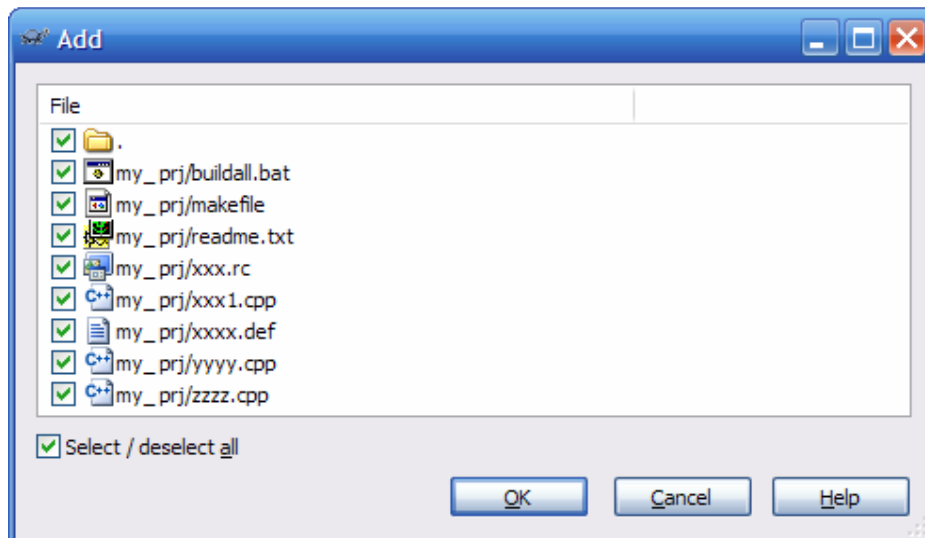 Add
File
.
my_prj/buildall.bat
my_prj/makefile
my_prj/readme.txt
my_prj/xxx.rc
my_prj/xxx1.cpp
my_prj/xxxx.def
my_prj/yyyy.cpp
my_prj/zzzz.cpp
Select / deselect all
OK Cancel Help